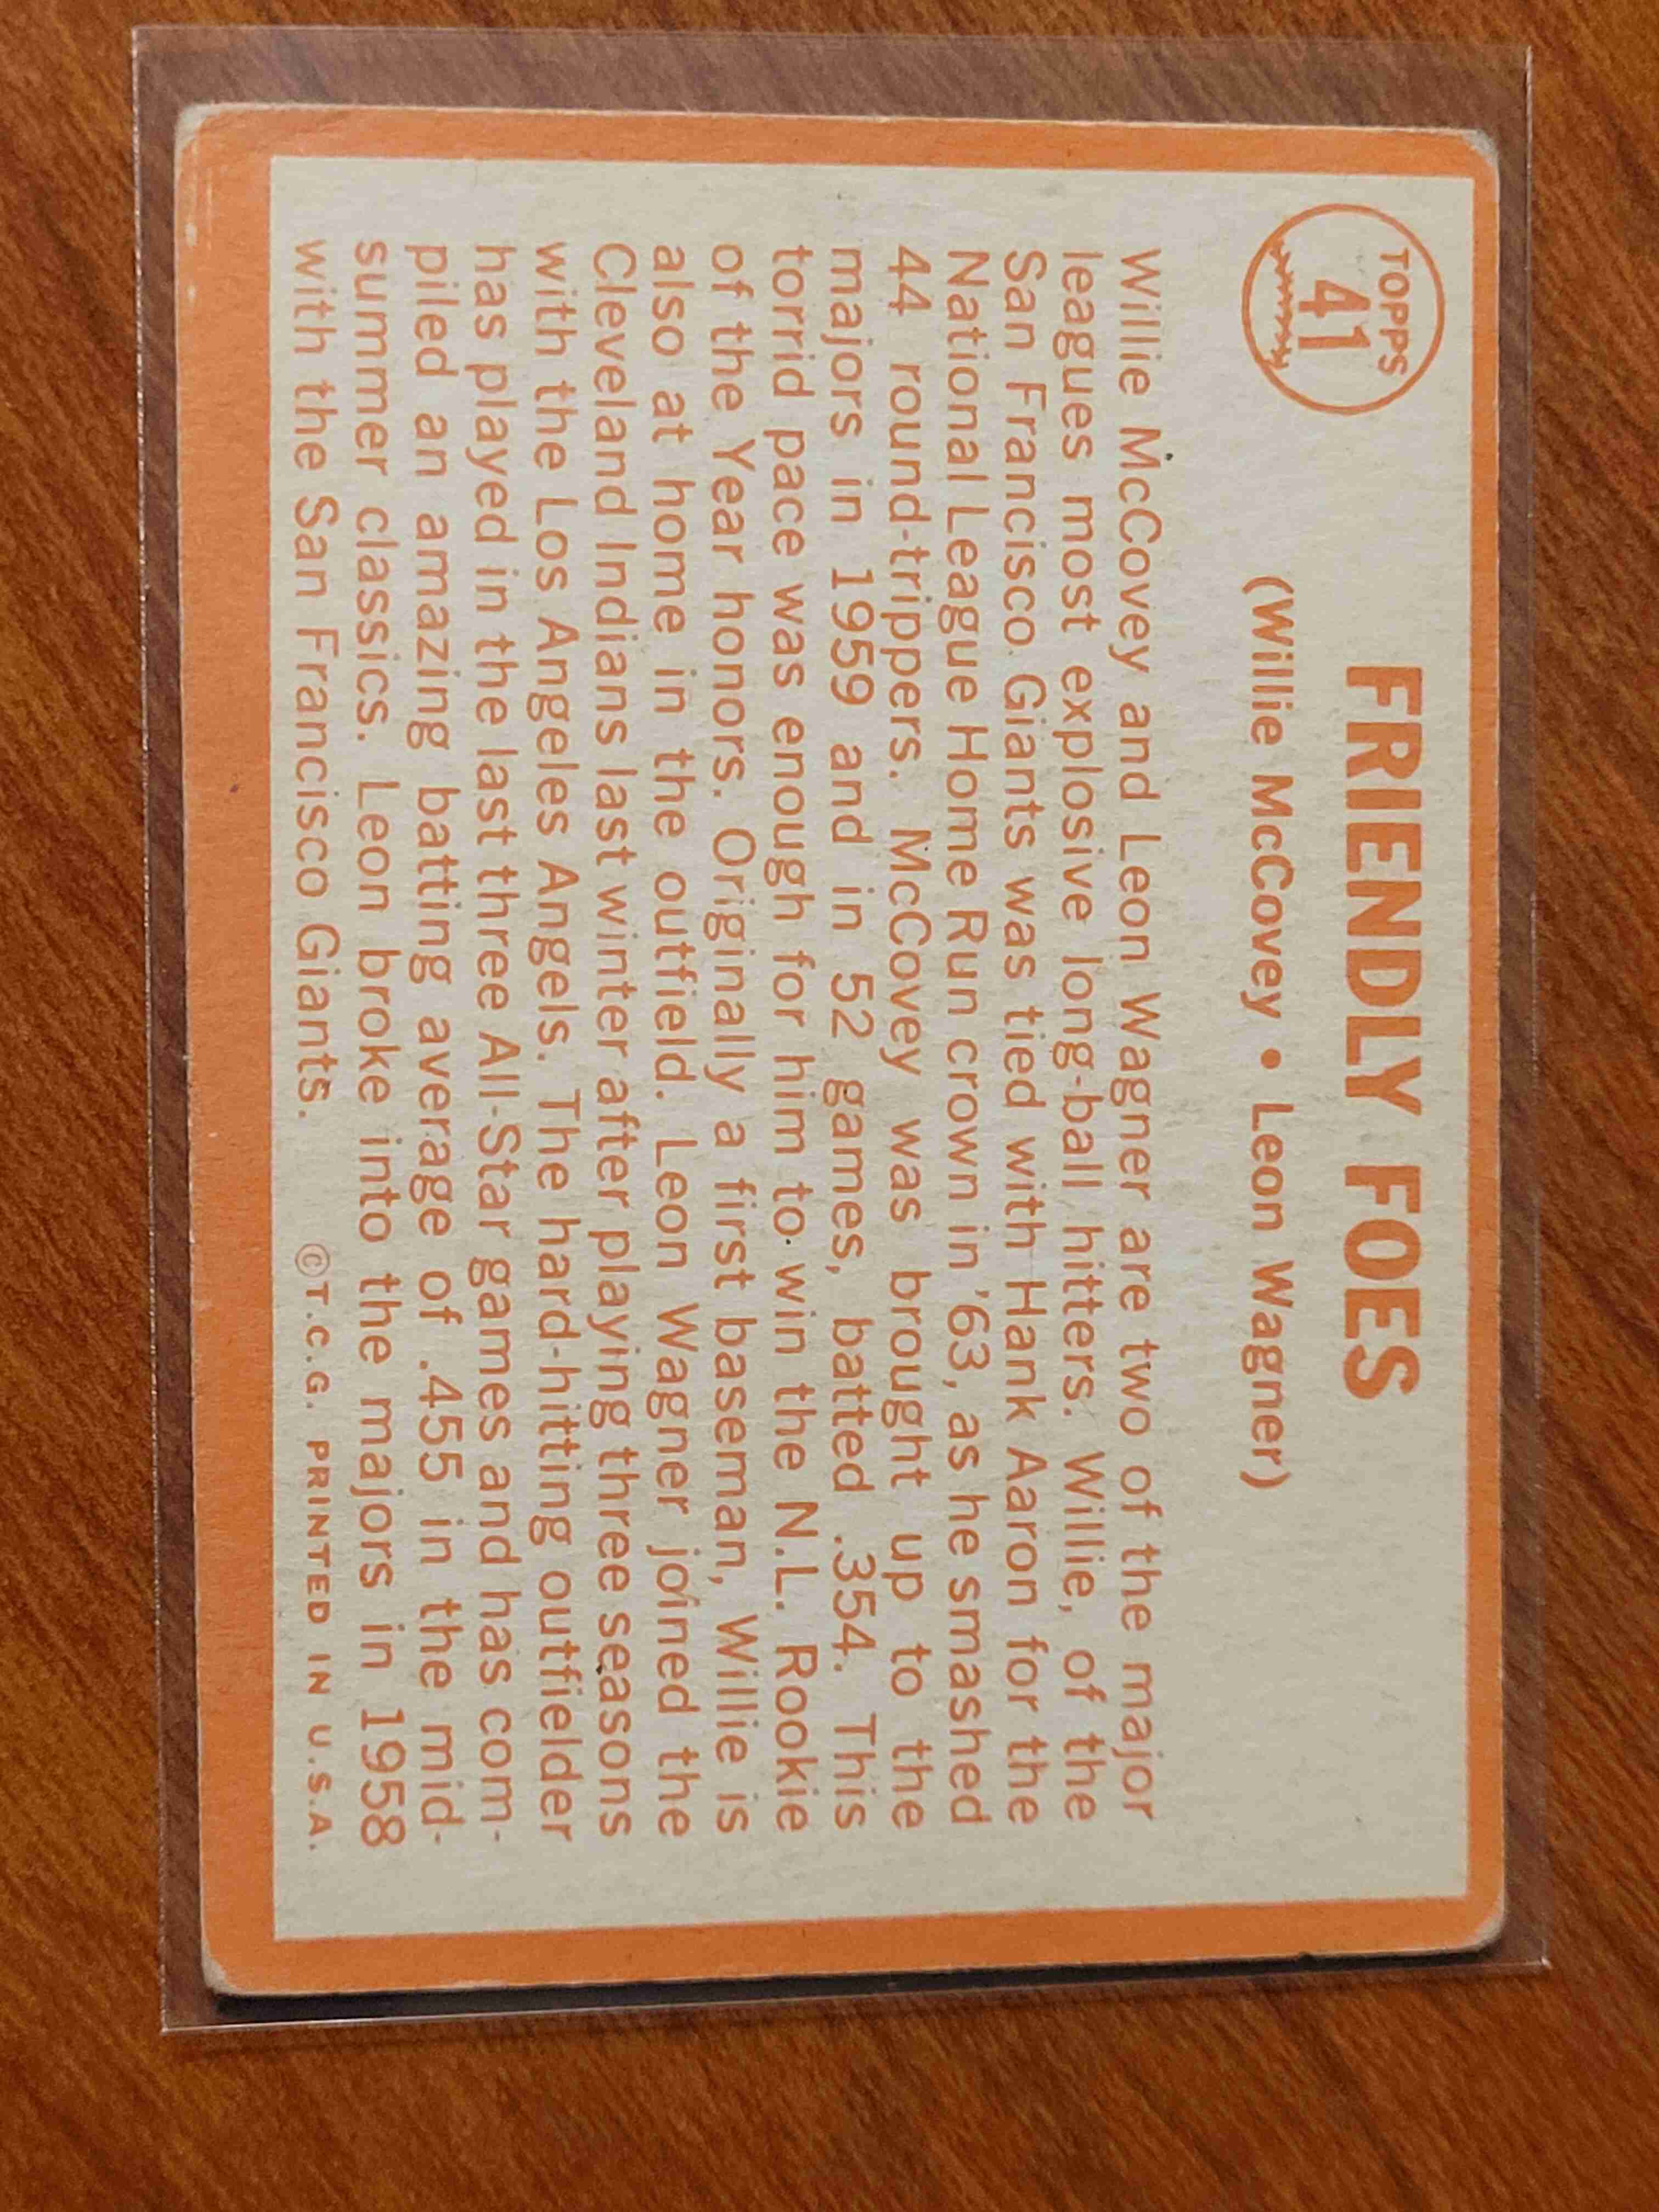 TOPPS
41
FRIENDLY FOES
(Willie McCovey • Leon Wagner)
Willie McCovey and Leon Wagner are two of the major
leagues most explosive long-ball hitters. Willie, of the
San Francisco Giants was tied with Hank Aaron for the
National League Home Run crown in '63, as he smashed
44 round-trippers. McCovey was brought up to the
majors in 1959 and in 52 games, batted .354. This
torrid pace was enough for him to win the N.L. Rookie
of the Year honors. Originally a first baseman, Willie is
also at home in the outfield. Leon Wagner joined the
Cleveland Indians last winter after playing three seasons
with the Los Angeles Angels. The hard-hitting outfielder
has played in the last three All-Star games and has com-
piled an amazing batting average of .455 in the mid-
summer classics. Leon broke into the majors in 1958
with the San Francisco Giants.
©T.C.G. PRINTED IN U.S.A.